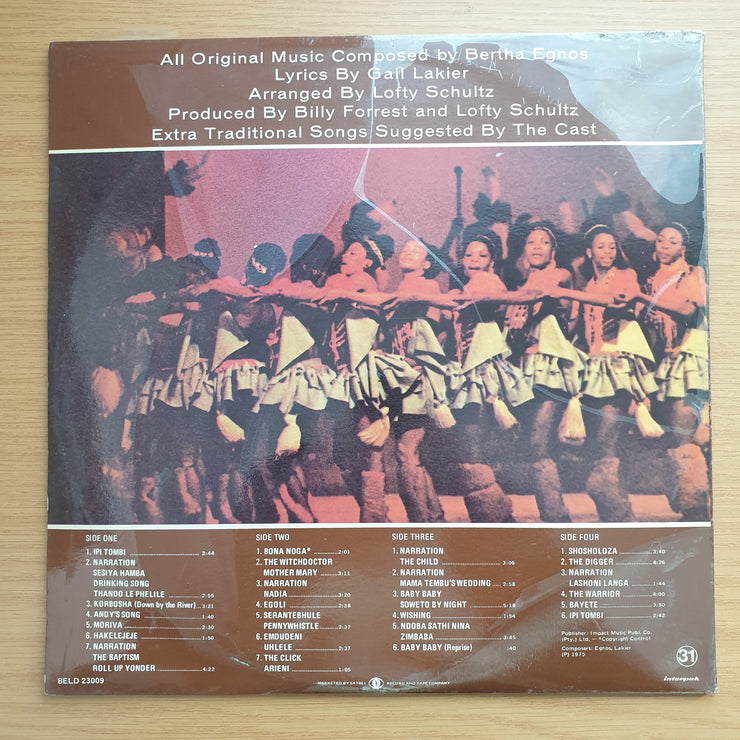 All Original Music Composed by Bertha Egnos
Lyrics By Gail Lakier
Arranged By Lofty Schultz
Produced By Billy Forrest and Lofty Schultz
Extra Traditional Songs Suggested By The Cast
SIDE ONE
1. IPI TOMBI 2:44
2. NARRATION
SESIYA HAMBA
DRINKING SONG
THANDO LE PHELILE 2:55
3. KORBOSHA (Down by the River) 3:21
4. ANDY'S SONG 1:40
5. MORIVA 2:30
6. HAKELEJEJE 1:50
7. NARRATION
THE BAPTISM
ROLL UP YONDER 4:22
BELD 23009
SIDE TWO
1. BONA NOGA* 2:01
2. THE WITCHDOCTOR
MOTHER MARY 3:11
3. NARRATION
NADIA 3:20
4. EGOLI 2:38
5. SERANTEBHULE
PENNYWHISTLE 2:37
6. EMDUDENI
UHLELE 2:37
7. THE CLICK
ARIENI 1:05
SIDE THREE
1. NARRATION
THE CHILD 3:06
2. NARRATION
MAMA TEMBU'S WEDDING 2:58
3. BABY BABY
SOWETO BY NIGHT 5:18
4. WISHING 1:54
5. NDOBA SATHI NINA
ZIMBABA 3:45
6. BABY BABY (Reprise) :40
SIDE FOUR
1. SHOSHOLOZA 3:40
2. THE DIGGER 4:26
3. NARRATION
LASHONI LANGA 1:44
4. THE WARRIOR 4:00
5. BAYETE 3:50
6. IPI TOMBI 2:42
Publisher: Impact Music Publ. Co.
(Pty.) Ltd. — *Copyright Control
Composers: Egnos, Lakier
(P) 1975
31
interpak
MARKETED BY SATBEL RECORD AND TAPE COMPANY